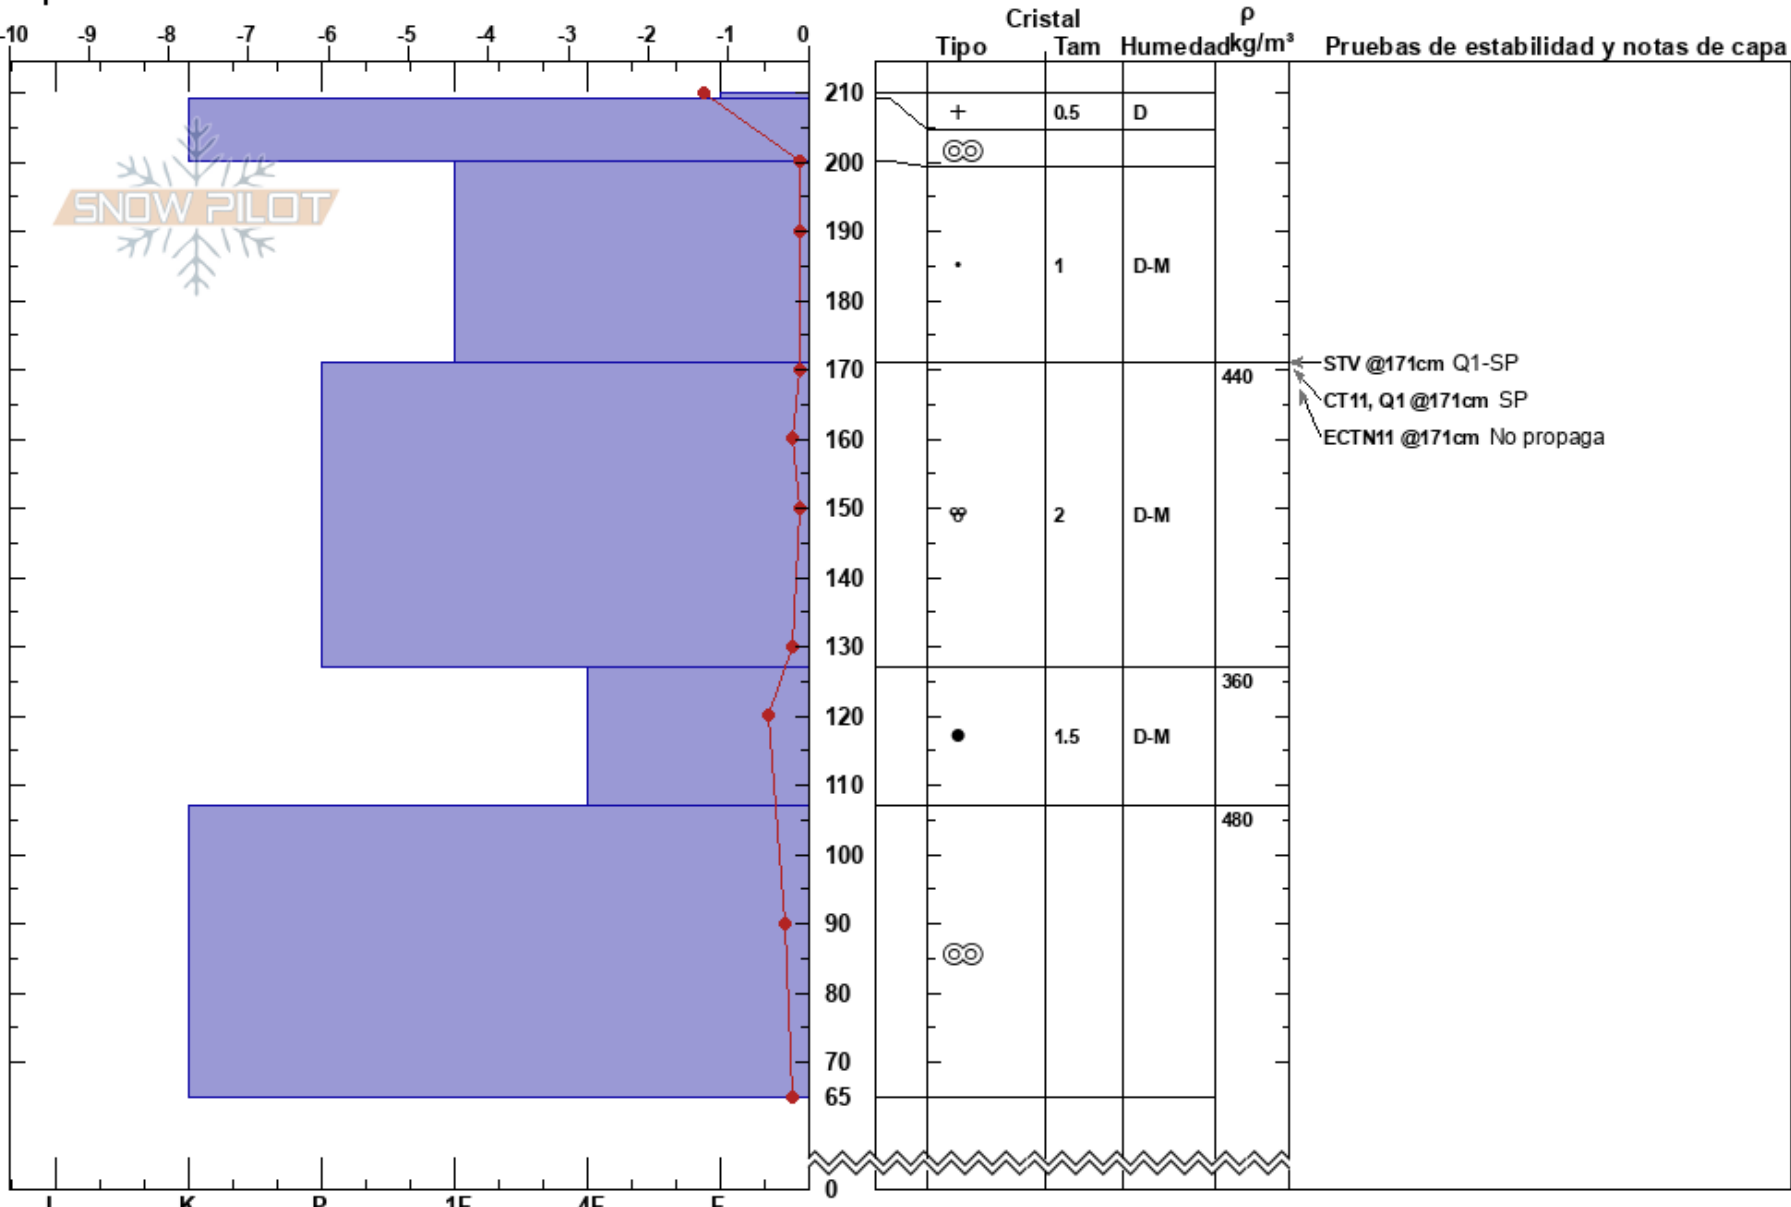 Cristal ρ
-10 -9 -8 -7 -6 -5 -4 -3 -2 -1 0 Tipo Tam Humedad kg/m³ Pruebas de estabilidad y notas de capa
210
+ 0.5 D
200
SNOW PILOT
190
1 D-M
180
170
440
STV @171cm Q1-SP
CT11, Q1 @171cm SP
ECTN11 @171cm No propaga
160
150
2 D-M
140
130
360
120
1.5 D-M
110
480
100
90
80
70
65
0
I K P 1F 4F F